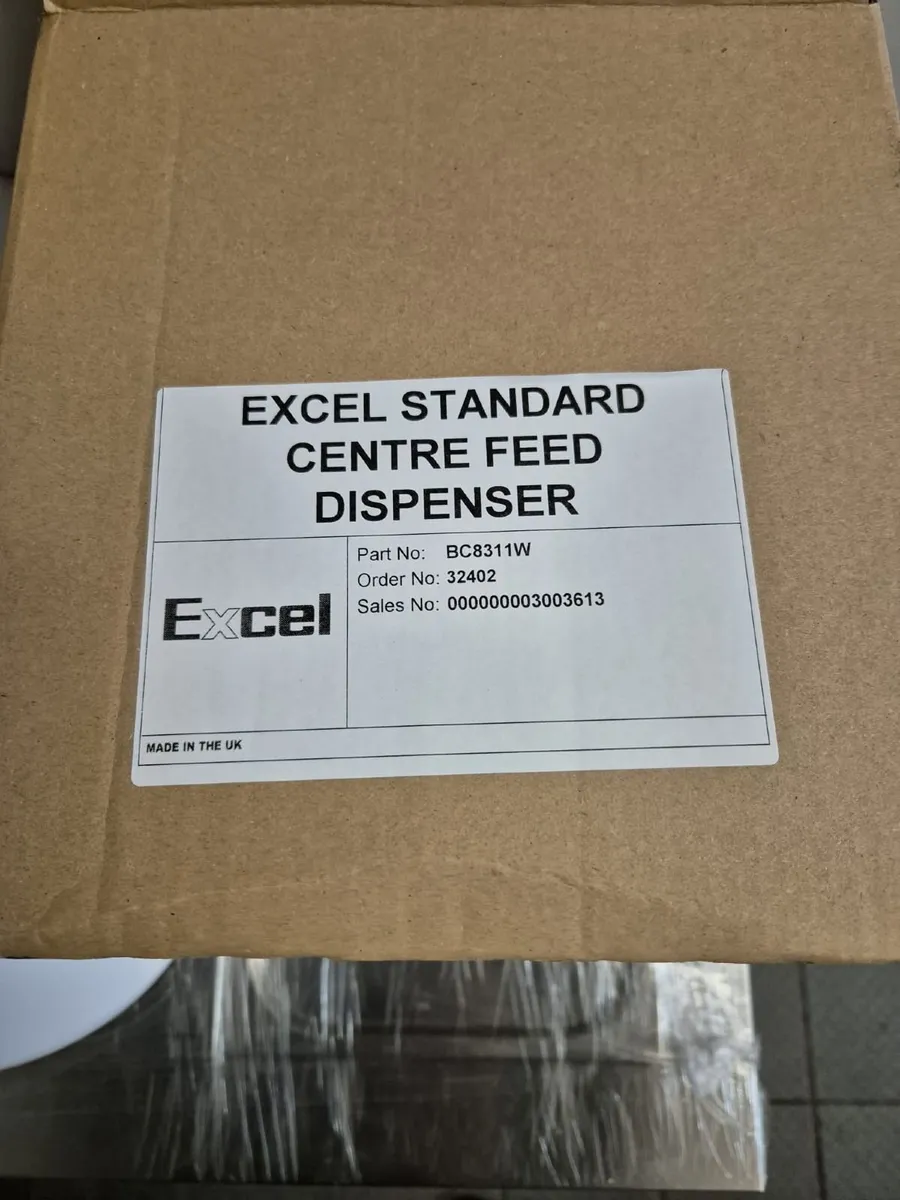 EXCEL STANDARD
CENTRE FEED
DISPENSER
Excel
Part No: BC8311W
Order No: 32402
Sales No: 000000003003613
MADE IN THE UK